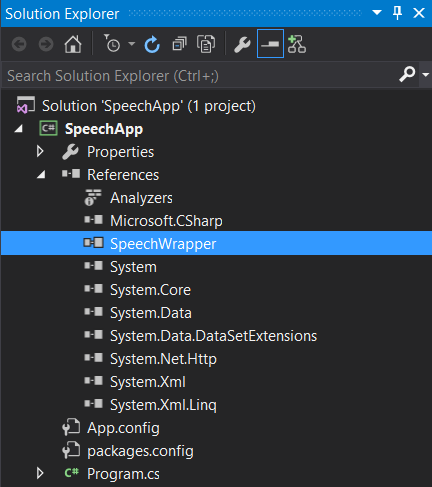 Solution Explorer
Search Solution Explorer (Ctrl+;)
Solution 'SpeechApp' (1 project)
C# SpeechApp
Properties
References
Analyzers
Microsoft.CSharp
SpeechWrapper
System
System.Core
System.Data
System.Data.DataSetExtensions
System.Net.Http
System.Xml
System.Xml.Linq
App.config
packages.config
C# Program.cs